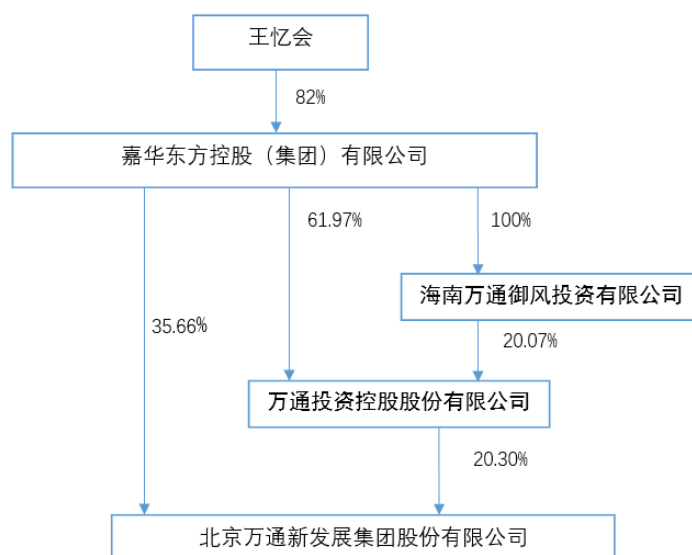 王忆会
82%
嘉华东方控股（集团）有限公司
61.97%
100%
海南万通御风投资有限公司
35.66%
20.07%
万通投资控股股份有限公司
20.30%
北京万通新发展集团股份有限公司